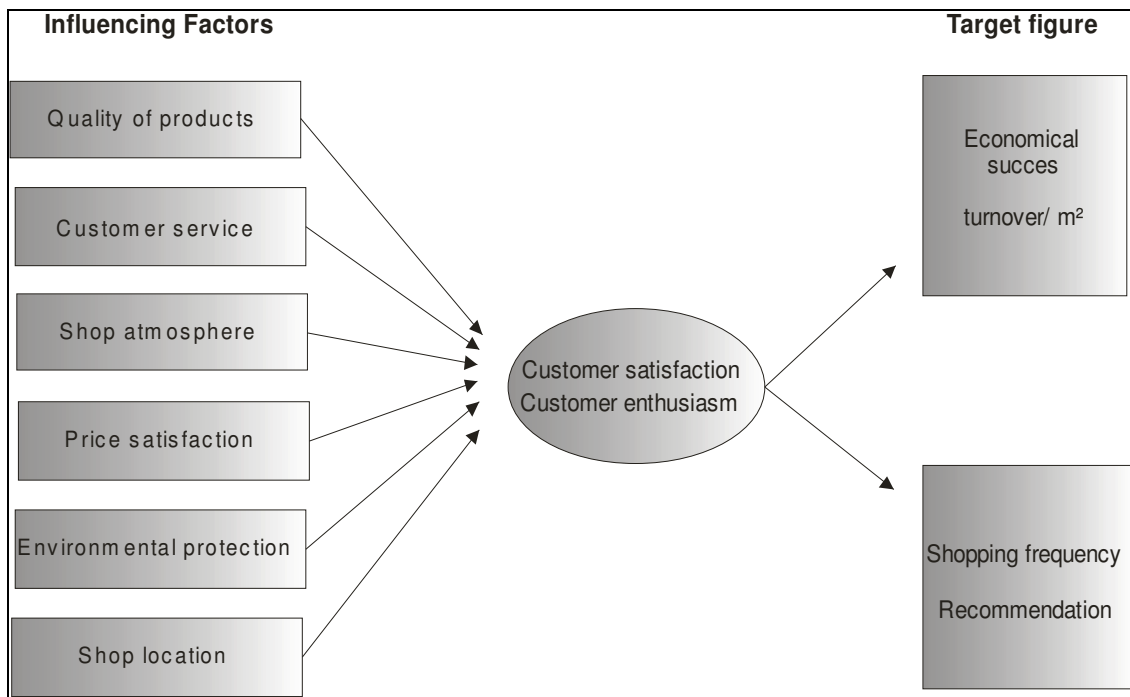 Influencing Factors
Target figure
Quality of products
Customer service
Shop atmosphere
Price satisfaction
Environmental protection
Shop location
Customer satisfaction
Customer enthusiasm
Economical
succes
turnover/ m²
Shopping frequency
Recommendation